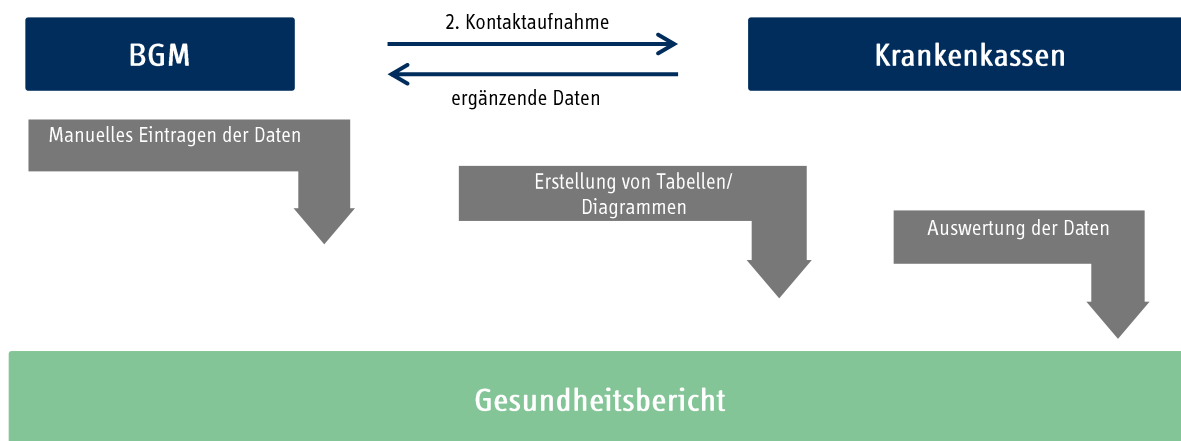 2. Kontaktaufnahme
BGM
Krankenkassen
ergänzende Daten
Manuelles Eintragen der Daten
Erstellung von Tabellen/
Diagrammen
Auswertung der Daten
Gesundheitsbericht